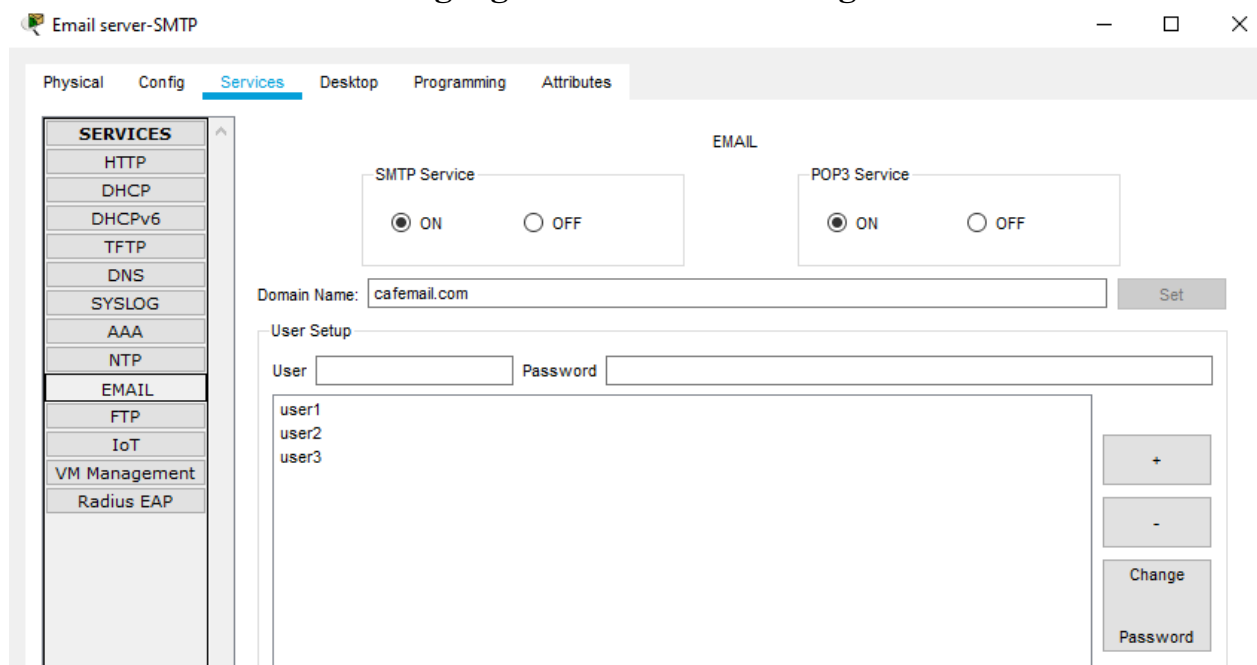 Email server-SMTP
Physical Config Services Desktop Programming Attributes
SERVICES
HTTP
DHCP
DHCPv6
TFTP
DNS
SYSLOG
AAA
NTP
EMAIL
FTP
IoT
VM Management
Radius EAP
EMAIL
SMTP Service
ON OFF
POP3 Service
ON OFF
Domain Name: cafemail.com Set
User Setup
User Password
user1
user2
user3
+
-
Change
Password